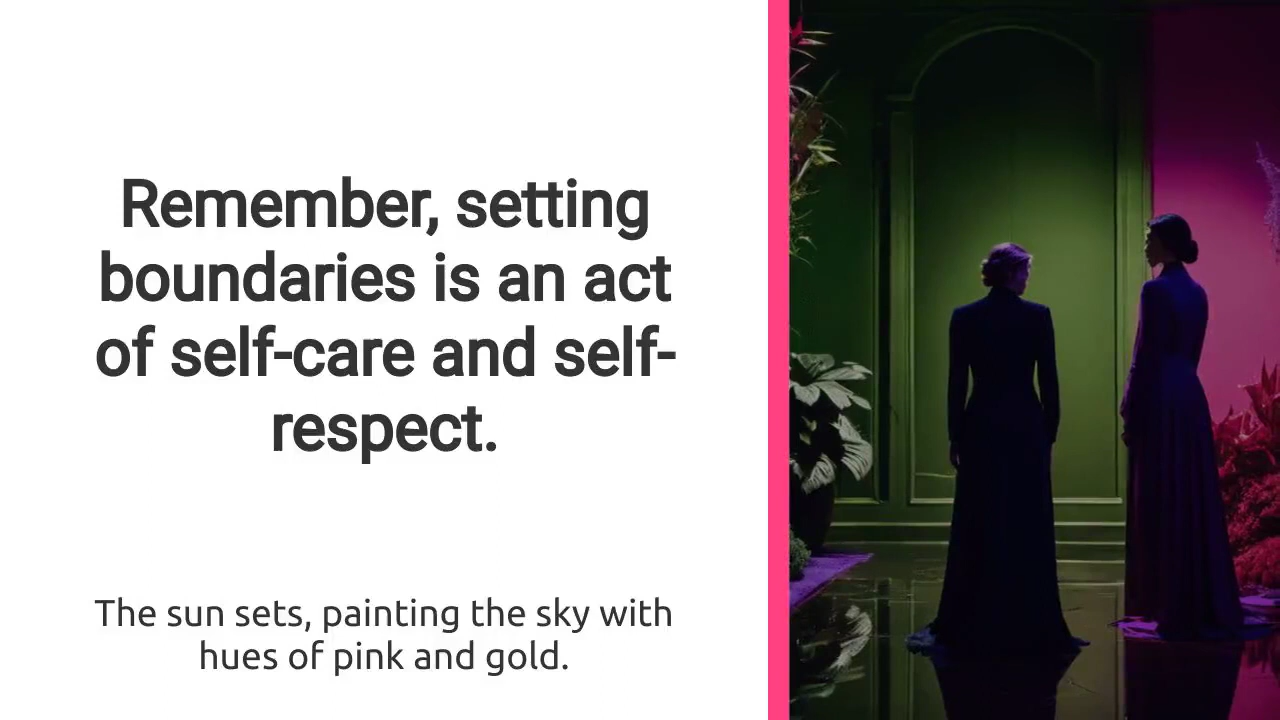 Remember, setting
boundaries is an act
of self-care and self-
respect.
The sun sets, painting the sky with
hues of pink and gold.